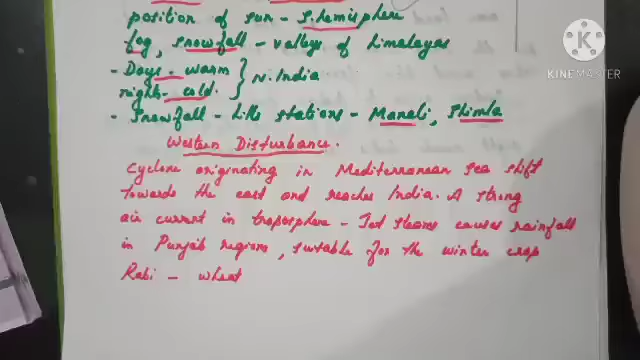 position of sun - S.hemisphere
fog, snowfall - valleys of himalayas
- Days - warm
nights - cold. } N. India
- Snowfall - hill stations - Manali, Shimla
Western Disturbance.
Cyclone originating in Mediterranean sea shift
towards the east and reaches India. A strong
air current in troposphere - Jet steams causes rainfall
in Punjab regions, suitable for the winter crop
Rabi - wheat
KINEMASTER